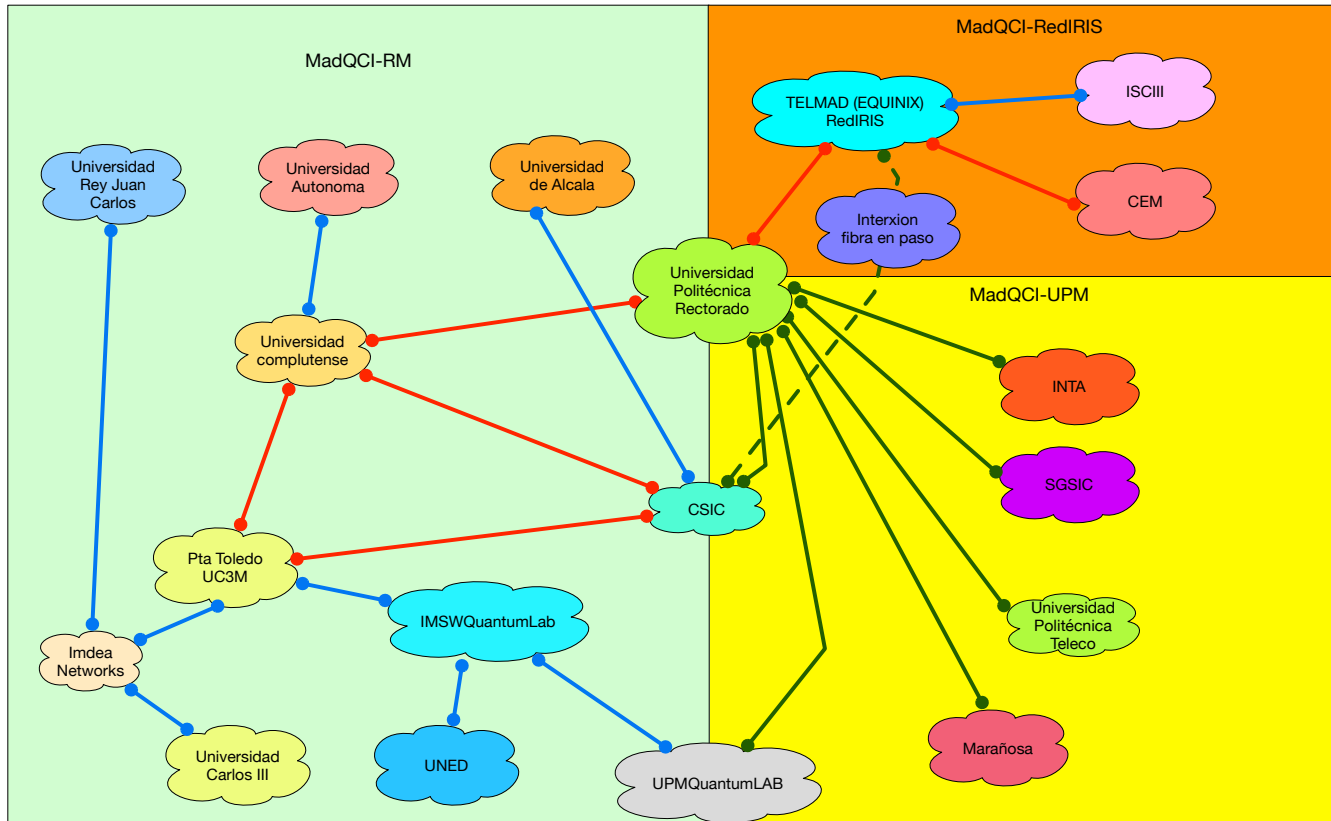 MadQCI-RM
MadQCI-RedIRIS
TELMAD (EQUINIX)
RedIRIS
ISCIII
Universidad
Rey Juan
Carlos
Universidad
Autonoma
Universidad
de Alcala
CEM
Interxion
fibra en paso
Universidad
Politécnica
Rectorado
MadQCI-UPM
Universidad
complutense
INTA
SGSIC
CSIC
Pta Toledo
UC3M
IMSWQuantumLab
Universidad
Politécnica
Teleco
Imdea
Networks
Universidad
Carlos III
UNED
UPMQuantumLAB
Marañosa